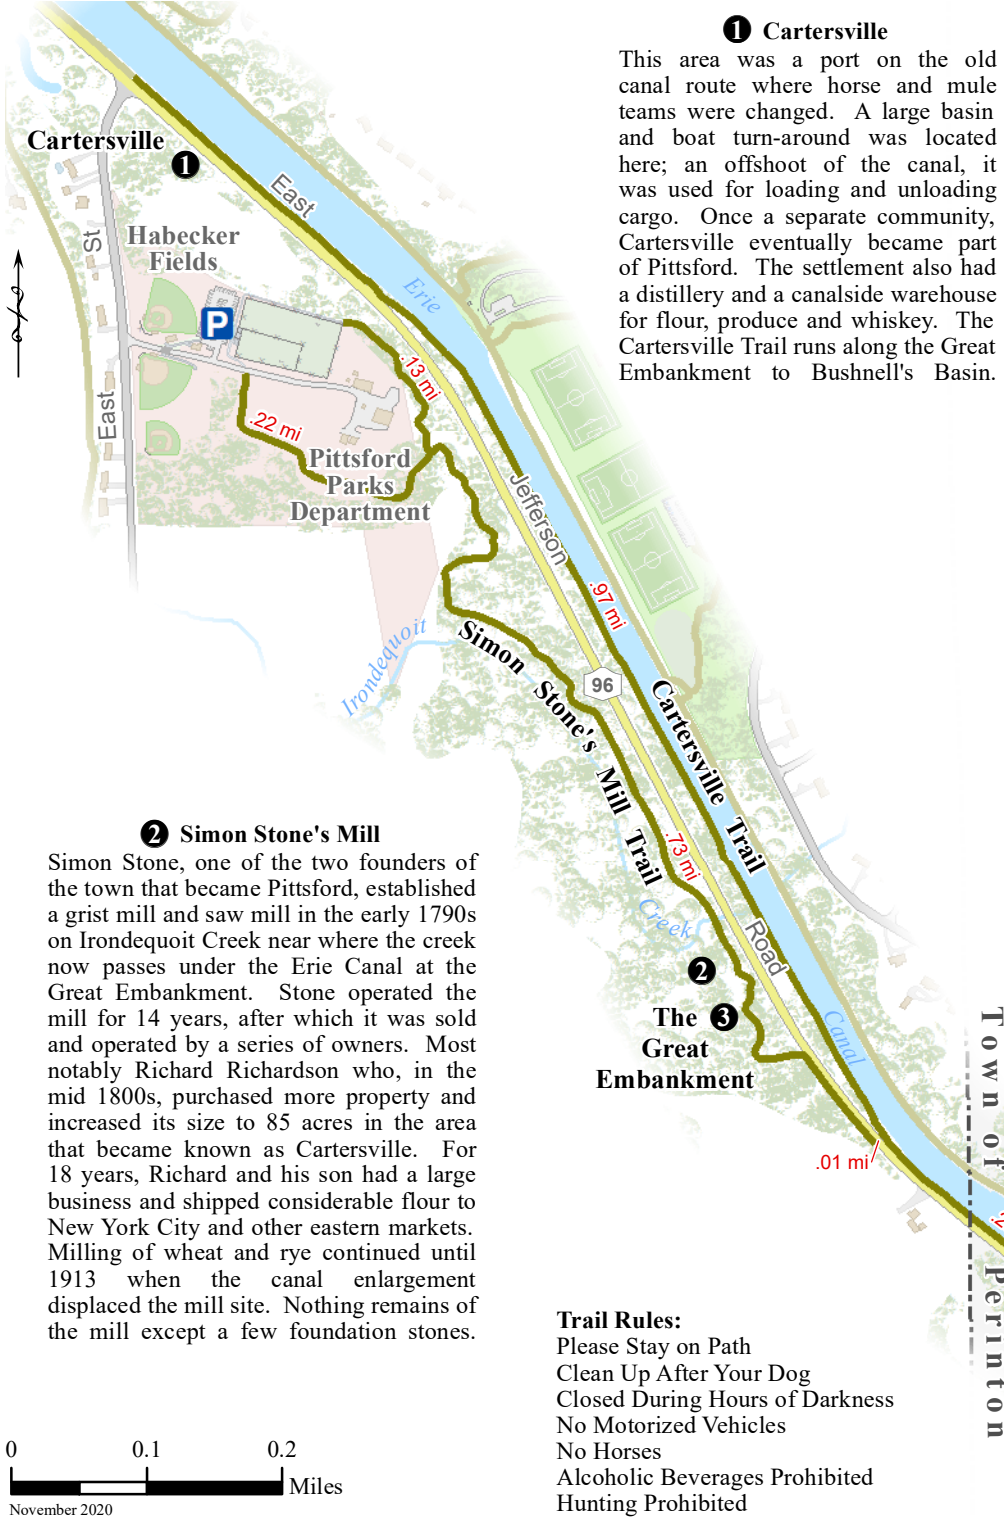 1 Cartersville
This area was a port on the old
canal route where horse and mule
teams were changed. A large basin
and boat turn-around was located
here; an offshoot of the canal, it
was used for loading and unloading
cargo. Once a separate community,
Cartersville eventually became part
of Pittsford. The settlement also had
a distillery and a canalside warehouse
for flour, produce and whiskey. The
Cartersville Trail runs along the Great
Embankment to Bushnell's Basin.
Cartersville
1
East
St
Habecker
Fields
Erie
P
.13 mi
East
.22 mi
Pittsford
Parks
Department
Jefferson
.97 mi
Irondequoit
Simon Stone's Mill Trail
96
Cartersville Trail
.73 mi
Creek
Road
2
The 3
Great
Embankment
Canal
.01 mi
Town of Perinton
2 Simon Stone's Mill
Simon Stone, one of the two founders of
the town that became Pittsford, established
a grist mill and saw mill in the early 1790s
on Irondequoit Creek near where the creek
now passes under the Erie Canal at the
Great Embankment. Stone operated the
mill for 14 years, after which it was sold
and operated by a series of owners. Most
notably Richard Richardson who, in the
mid 1800s, purchased more property and
increased its size to 85 acres in the area
that became known as Cartersville. For
18 years, Richard and his son had a large
business and shipped considerable flour to
New York City and other eastern markets.
Milling of wheat and rye continued until
1913 when the canal enlargement
displaced the mill site. Nothing remains of
the mill except a few foundation stones.
Trail Rules:
Please Stay on Path
Clean Up After Your Dog
Closed During Hours of Darkness
No Motorized Vehicles
No Horses
Alcoholic Beverages Prohibited
Hunting Prohibited
0 0.1 0.2
Miles
November 2020